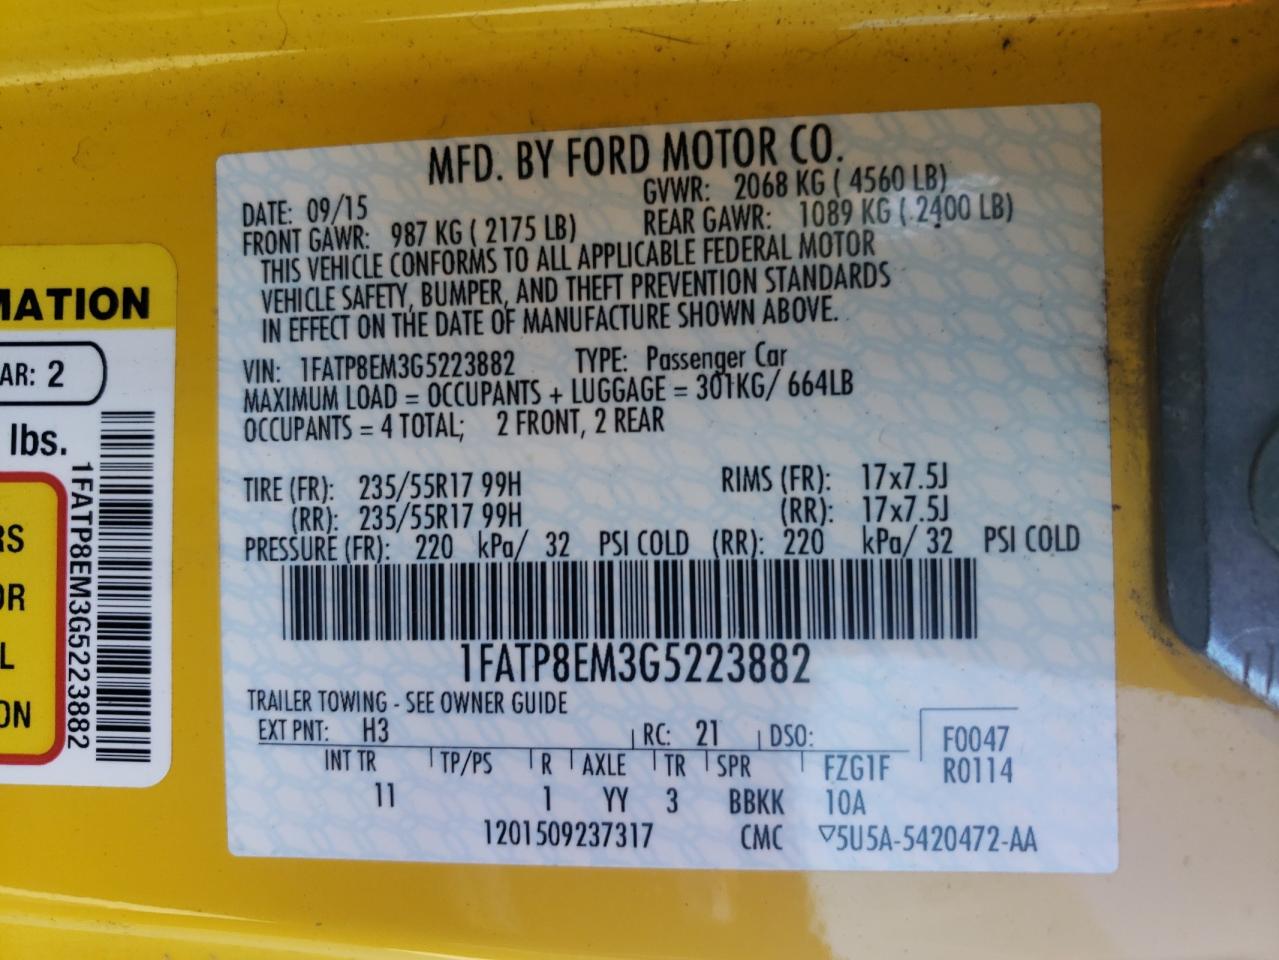 MFD. BY FORD MOTOR CO.
DATE: 09/15 GVWR: 2068 KG ( 4560 LB)
FRONT GAWR: 987 KG ( 2175 LB) REAR GAWR: 1089 KG ( 2400 LB)
THIS VEHICLE CONFORMS TO ALL APPLICABLE FEDERAL MOTOR
VEHICLE SAFETY, BUMPER, AND THEFT PREVENTION STANDARDS
IN EFFECT ON THE DATE OF MANUFACTURE SHOWN ABOVE.
VIN: 1FATP8EM3G5223882 TYPE: Passenger Car
MAXIMUM LOAD = OCCUPANTS + LUGGAGE = 301KG/ 664LB
OCCUPANTS = 4 TOTAL; 2 FRONT, 2 REAR
TIRE (FR): 235/55R17 99H RIMS (FR): 17x7.5J
(RR): 235/55R17 99H (RR): 17x7.5J
PRESSURE (FR): 220 kPa/ 32 PSI COLD (RR): 220 kPa/ 32 PSI COLD
1FATP8EM3G5223882
TRAILER TOWING - SEE OWNER GUIDE
EXT PNT: H3 RC: 21 DSO: F0047
INT TR TP/PS R AXLE TR SPR FZG1F R0114
11 1 YY 3 BBKK 10A
1201509237317 CMC ▽5U5A-5420472-AA
MATION
AR: 2
lbs.
RS
OR
L
ON
1FATP8EM3G5223882